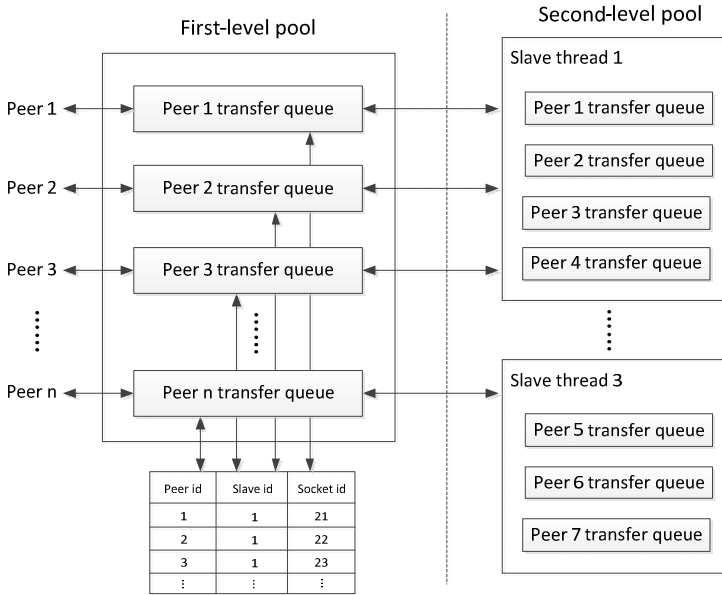 First-level pool
Second-level pool
Slave thread 1
Peer 1
Peer 1 transfer queue
Peer 1 transfer queue
Peer 2 transfer queue
Peer 2
Peer 2 transfer queue
Peer 3 transfer queue
Peer 3
Peer 3 transfer queue
Peer 4 transfer queue
Peer n
Peer n transfer queue
Slave thread 3
Peer 5 transfer queue
Peer 6 transfer queue
Peer 7 transfer queue
Peer id Slave id Socket id
1 1 21
2 1 22
3 1 23